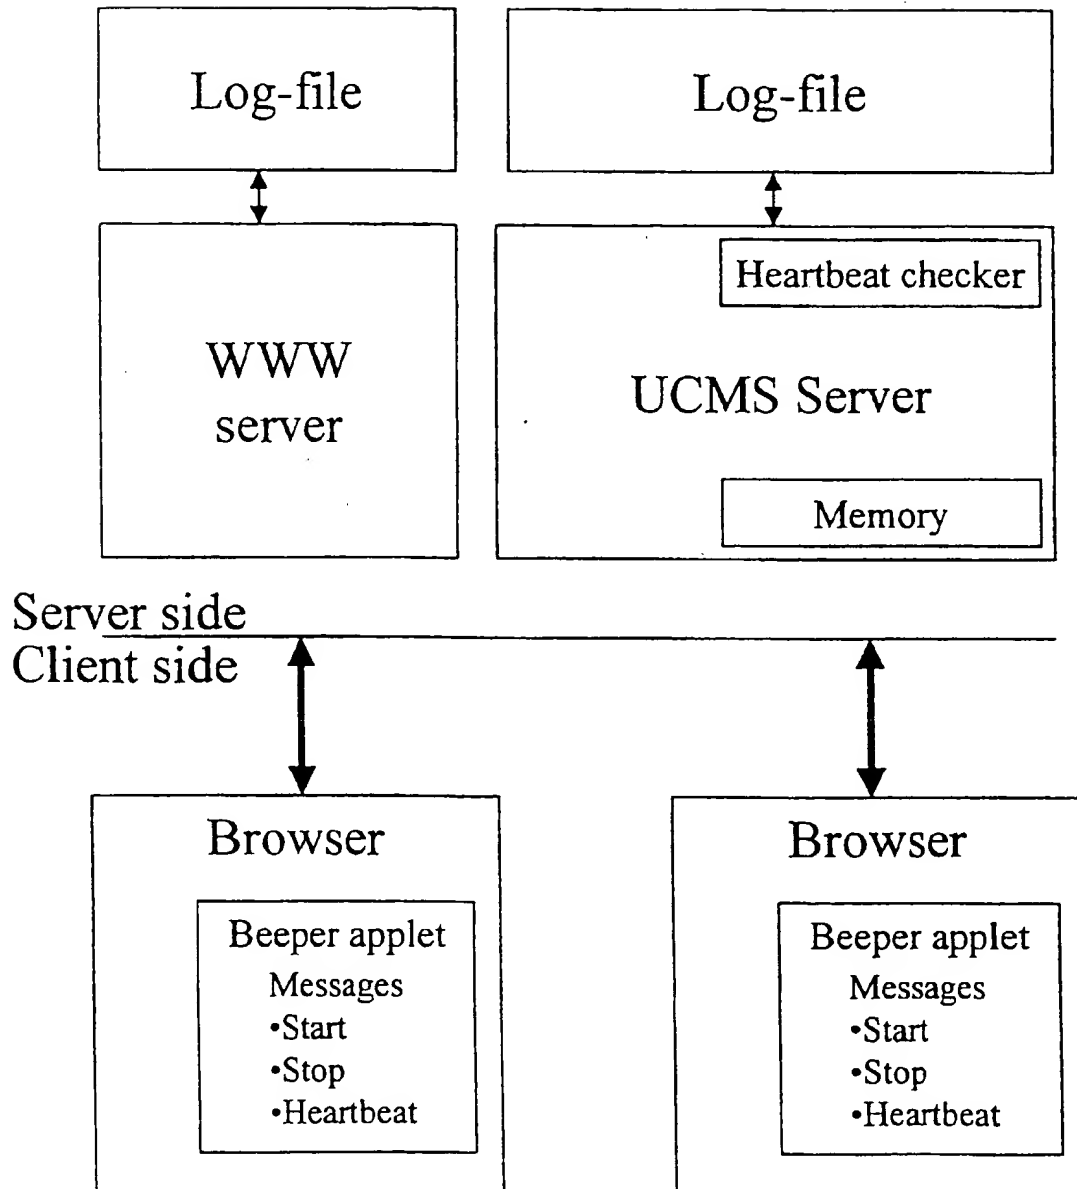 Log-file
Log-file
Heartbeat checker
WWW
server
UCMS Server
Memory
Server side
Client side
Browser
Beeper applet
Messages
•Start
•Stop
•Heartbeat
Browser
Beeper applet
Messages
•Start
•Stop
•Heartbeat